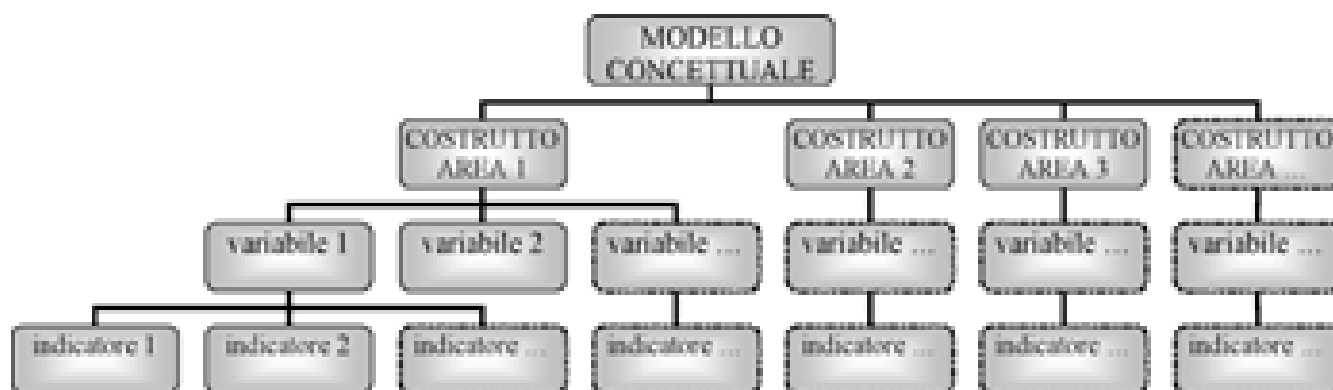 MODELLO
CONCETTUALE
COSTRUTTO
AREA 1
COSTRUTTO
AREA 2
COSTRUTTO
AREA 3
COSTRUTTO
AREA ...
variabile 1
variabile 2
variabile ...
variabile ...
variabile ...
variabile ...
indicatore 1
indicatore 2
indicatore ...
indicatore ...
indicatore ...
indicatore ...
indicatore ...